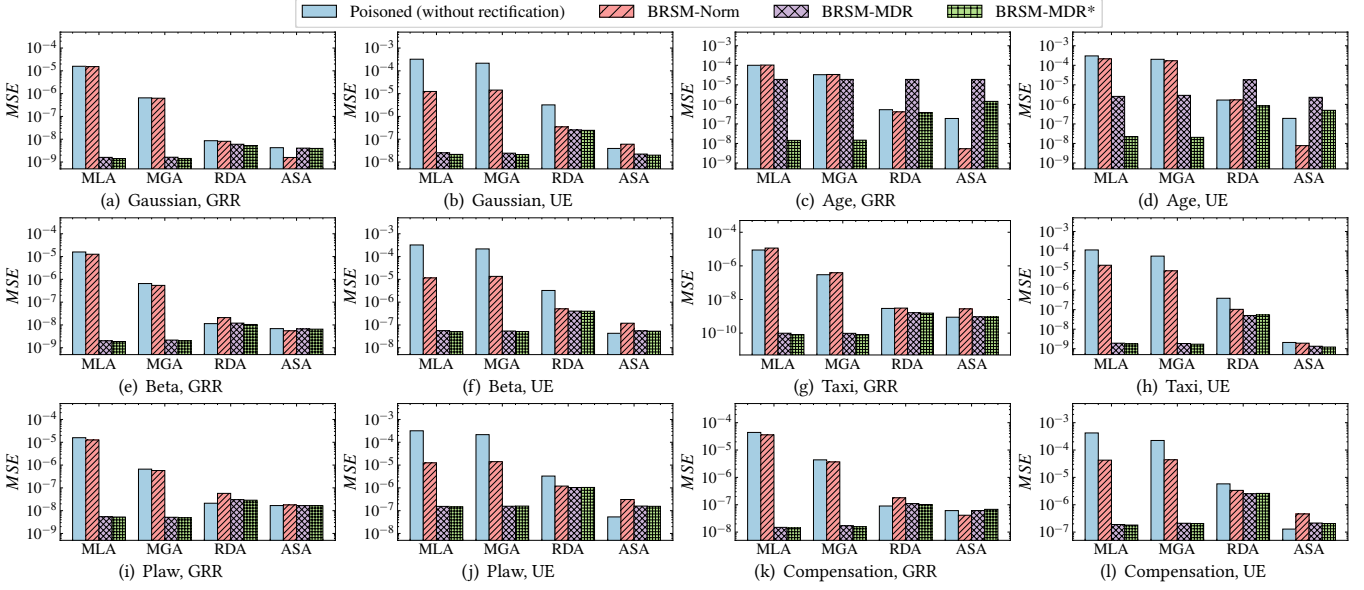 Poisoned (without rectification) BRSM-Norm BRSM-MDR BRSM-MDR*
MSE 10⁻⁴ 10⁻⁵ 10⁻⁶ 10⁻⁷ 10⁻⁸ 10⁻⁹
MLA MGA RDA ASA
(a) Gaussian, GRR
MSE 10⁻³ 10⁻⁴ 10⁻⁵ 10⁻⁶ 10⁻⁷ 10⁻⁸
MLA MGA RDA ASA
(b) Gaussian, UE
MSE 10⁻³ 10⁻⁴ 10⁻⁵ 10⁻⁶ 10⁻⁷ 10⁻⁸ 10⁻⁹
MLA MGA RDA ASA
(c) Age, GRR
MSE 10⁻³ 10⁻⁴ 10⁻⁵ 10⁻⁶ 10⁻⁷ 10⁻⁸ 10⁻⁹
MLA MGA RDA ASA
(d) Age, UE
MSE 10⁻⁴ 10⁻⁵ 10⁻⁶ 10⁻⁷ 10⁻⁸ 10⁻⁹
MLA MGA RDA ASA
(e) Beta, GRR
MSE 10⁻³ 10⁻⁴ 10⁻⁵ 10⁻⁶ 10⁻⁷ 10⁻⁸
MLA MGA RDA ASA
(f) Beta, UE
MSE 10⁻⁴ 10⁻⁶ 10⁻⁸ 10⁻¹⁰
MLA MGA RDA ASA
(g) Taxi, GRR
MSE 10⁻³ 10⁻⁴ 10⁻⁵ 10⁻⁶ 10⁻⁷ 10⁻⁸ 10⁻⁹
MLA MGA RDA ASA
(h) Taxi, UE
MSE 10⁻⁴ 10⁻⁵ 10⁻⁶ 10⁻⁷ 10⁻⁸ 10⁻⁹
MLA MGA RDA ASA
(i) Plaw, GRR
MSE 10⁻³ 10⁻⁴ 10⁻⁵ 10⁻⁶ 10⁻⁷ 10⁻⁸
MLA MGA RDA ASA
(j) Plaw, UE
MSE 10⁻⁴ 10⁻⁵ 10⁻⁶ 10⁻⁷ 10⁻⁸
MLA MGA RDA ASA
(k) Compensation, GRR
MSE 10⁻³ 10⁻⁴ 10⁻⁵ 10⁻⁶ 10⁻⁷
MLA MGA RDA ASA
(l) Compensation, UE